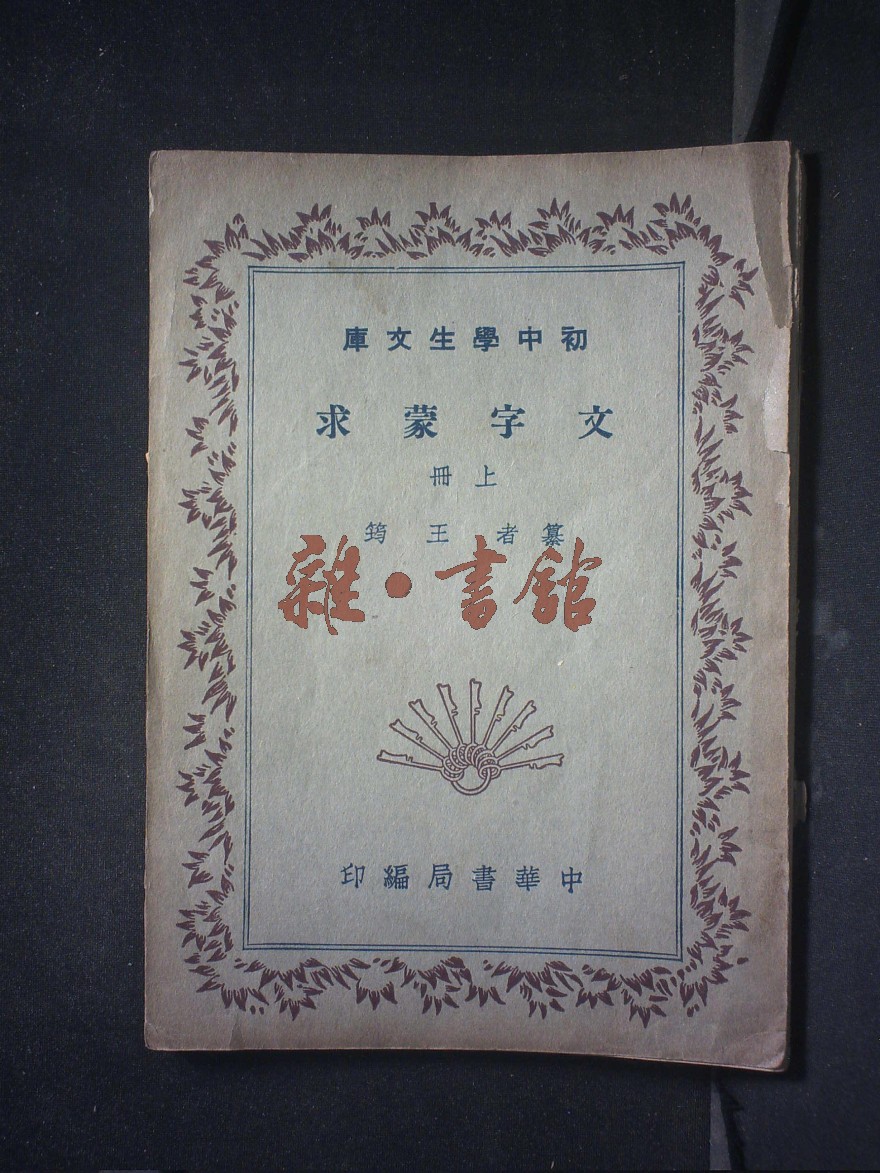 初中學生文庫
文字蒙求
上冊
纂者王筠
雜·書館
中華書局編印